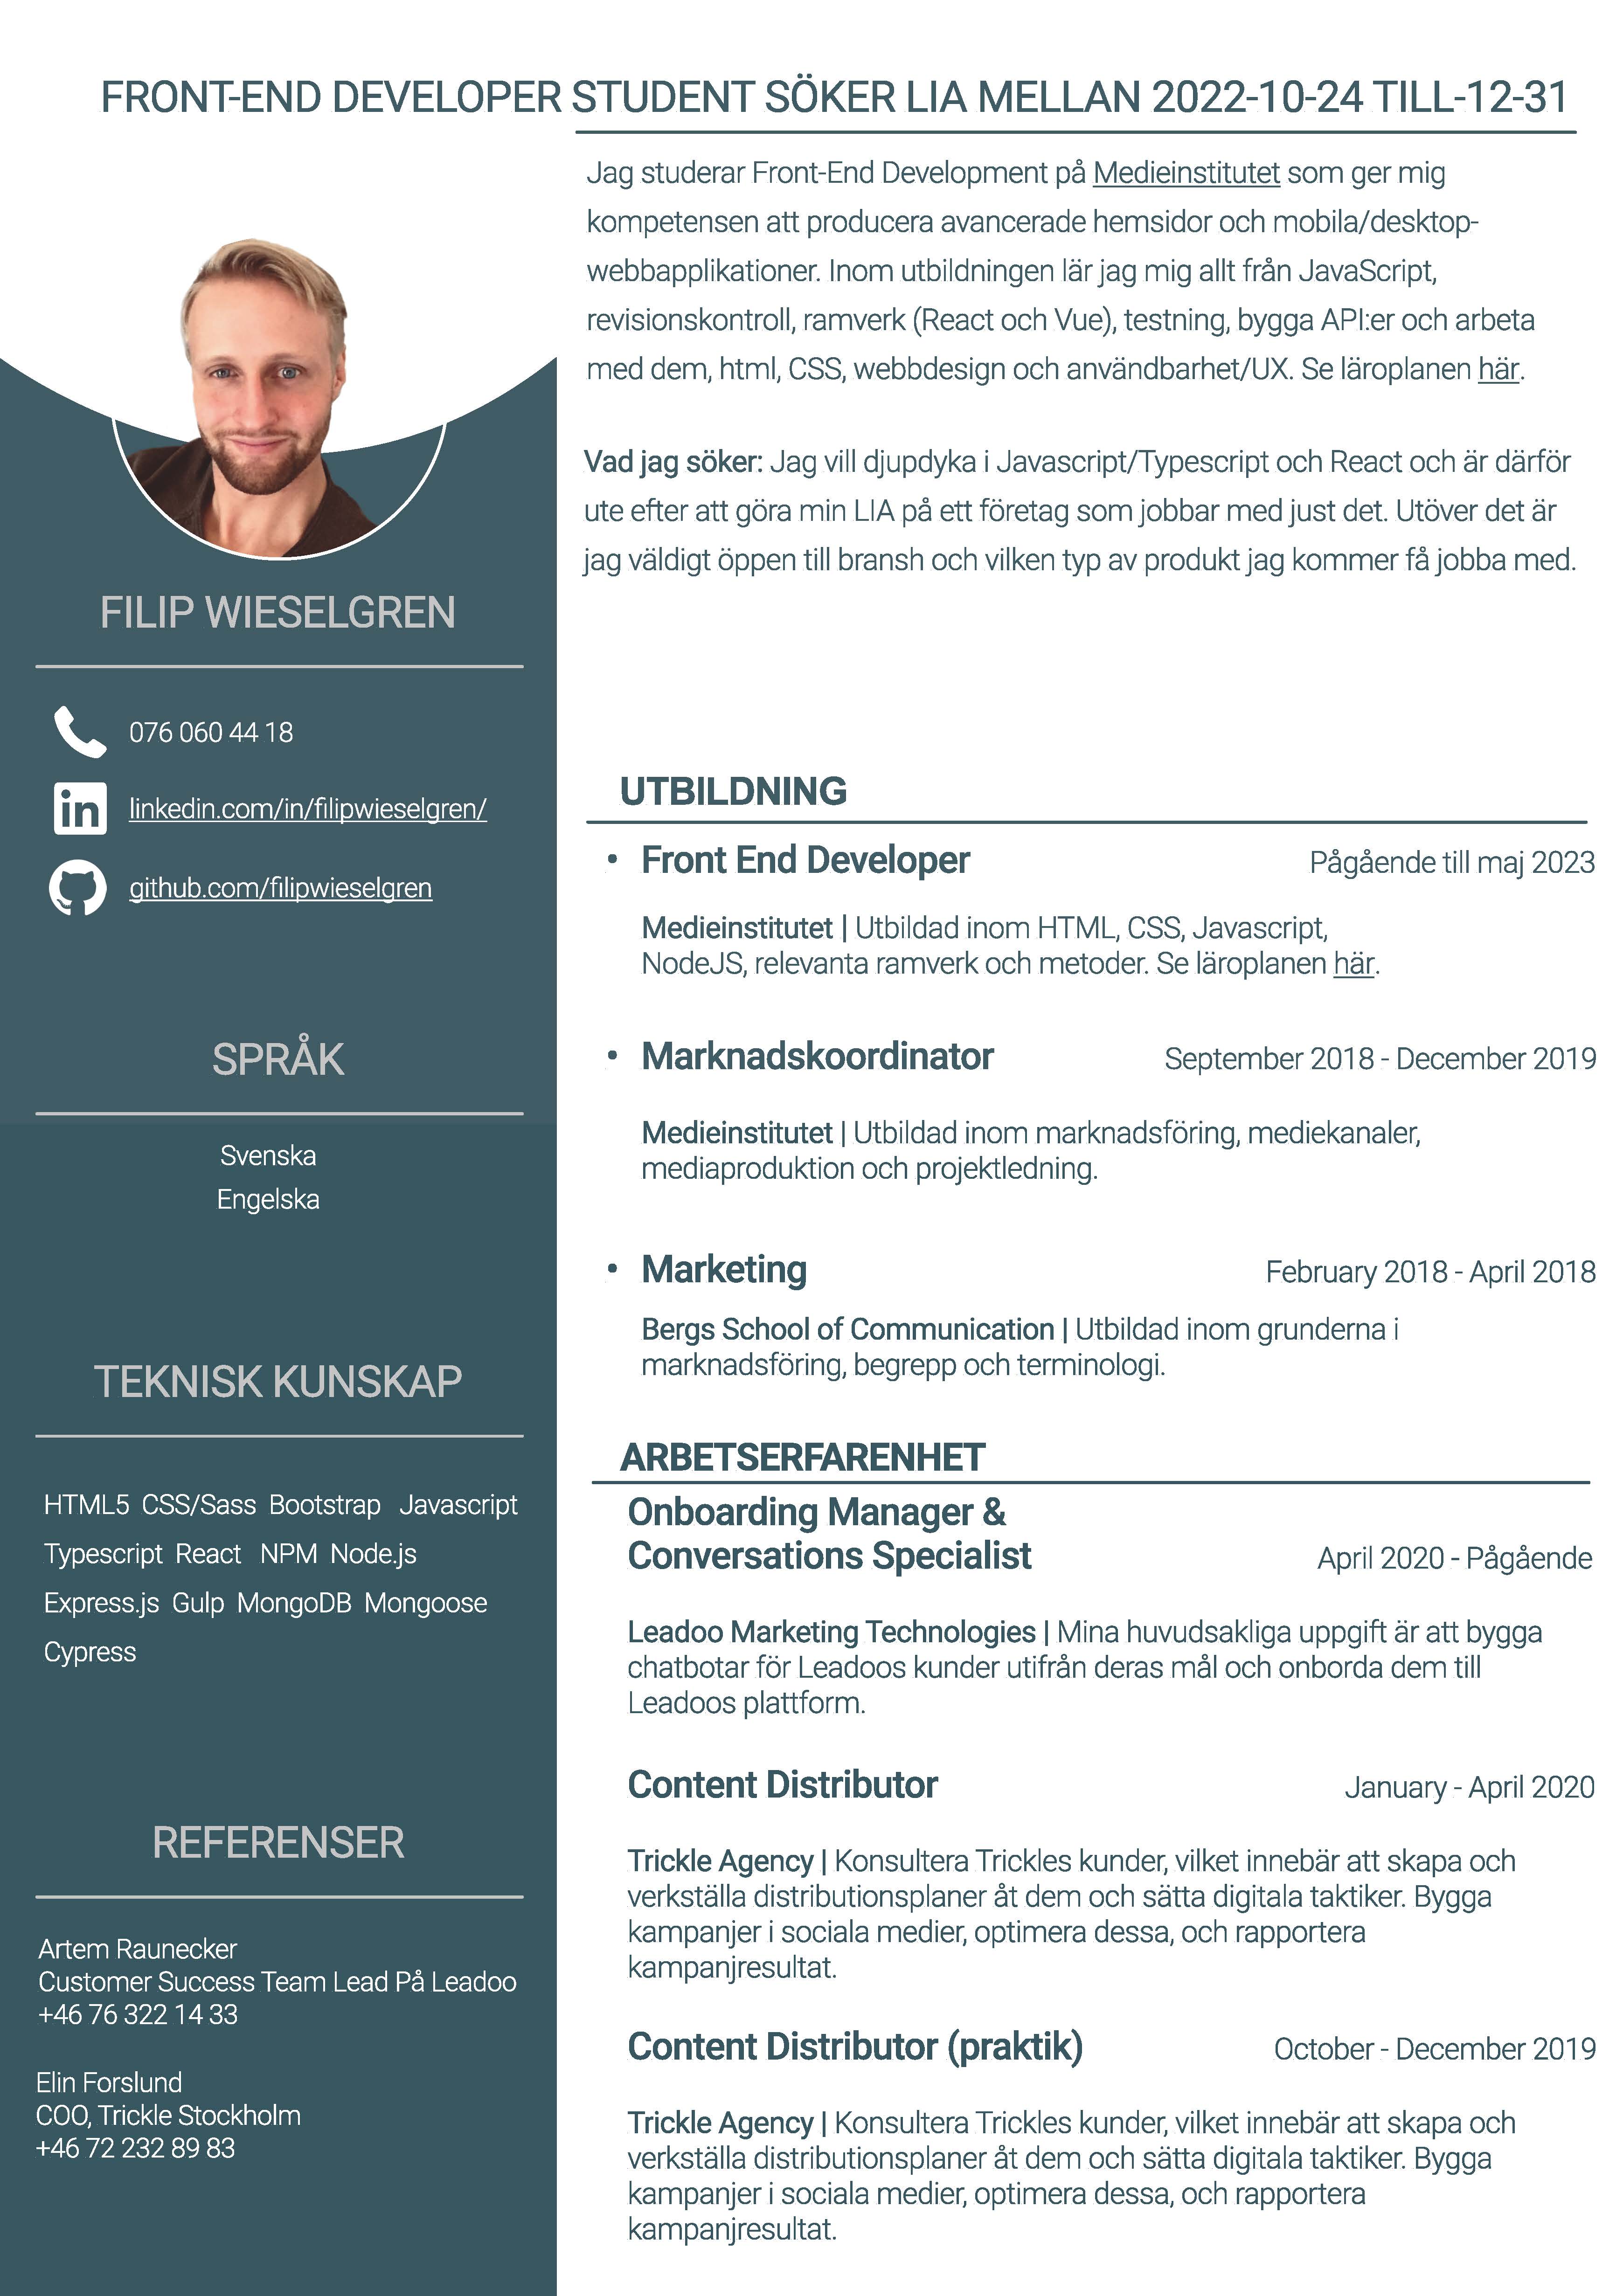 FRONT-END DEVELOPER STUDENT SÖKER LIA MELLAN 2022-10-24 TILL-12-31
Jag studerar Front-End Development på Medieinstitutet som ger mig
kompetensen att producera avancerade hemsidor och mobila/desktop-
webbapplikationer. Inom utbildningen lär jag mig allt från JavaScript,
revisionskontroll, ramverk (React och Vue), testning, bygga API:er och arbeta
med dem, html, CSS, webbdesign och användbarhet/UX. Se läroplanen här.
Vad jag söker: Jag vill djupdyka i Javascript/Typescript och React och är därför
ute efter att göra min LIA på ett företag som jobbar med just det. Utöver det är
jag väldigt öppen till bransh och vilken typ av produkt jag kommer få jobba med.
FILIP WIESELGREN
076 060 44 18
in linkedin.com/in/filipwieselgren/
github.com/filipwieselgren
SPRÅK
Svenska
Engelska
TEKNISK KUNSKAP
HTML5 CSS/Sass Bootstrap Javascript
Typescript React NPM Node.js
Express.js Gulp MongoDB Mongoose
Cypress
REFERENSER
Artem Raunecker
Customer Success Team Lead På Leadoo
+46 76 322 14 33
Elin Forslund
COO, Trickle Stockholm
+46 72 232 89 83
UTBILDNING
• Front End Developer Pågående till maj 2023
Medieinstitutet | Utbildad inom HTML, CSS, Javascript,
NodeJS, relevanta ramverk och metoder. Se läroplanen här.
• Marknadskoordinator September 2018 - December 2019
Medieinstitutet | Utbildad inom marknadsföring, mediekanaler,
mediaproduktion och projektledning.
• Marketing February 2018 - April 2018
Bergs School of Communication | Utbildad inom grunderna i
marknadsföring, begrepp och terminologi.
ARBETSERFARENHET
Onboarding Manager &
Conversations Specialist April 2020 - Pågående
Leadoo Marketing Technologies | Mina huvudsakliga uppgift är att bygga
chatbotar för Leadoos kunder utifrån deras mål och onborda dem till
Leadoos plattform.
Content Distributor January - April 2020
Trickle Agency | Konsultera Trickles kunder, vilket innebär att skapa och
verkställa distributionsplaner åt dem och sätta digitala taktiker. Bygga
kampanjer i sociala medier, optimera dessa, och rapportera
kampanjresultat.
Content Distributor (praktik) October - December 2019
Trickle Agency | Konsultera Trickles kunder, vilket innebär att skapa och
verkställa distributionsplaner åt dem och sätta digitala taktiker. Bygga
kampanjer i sociala medier, optimera dessa, och rapportera
kampanjresultat.